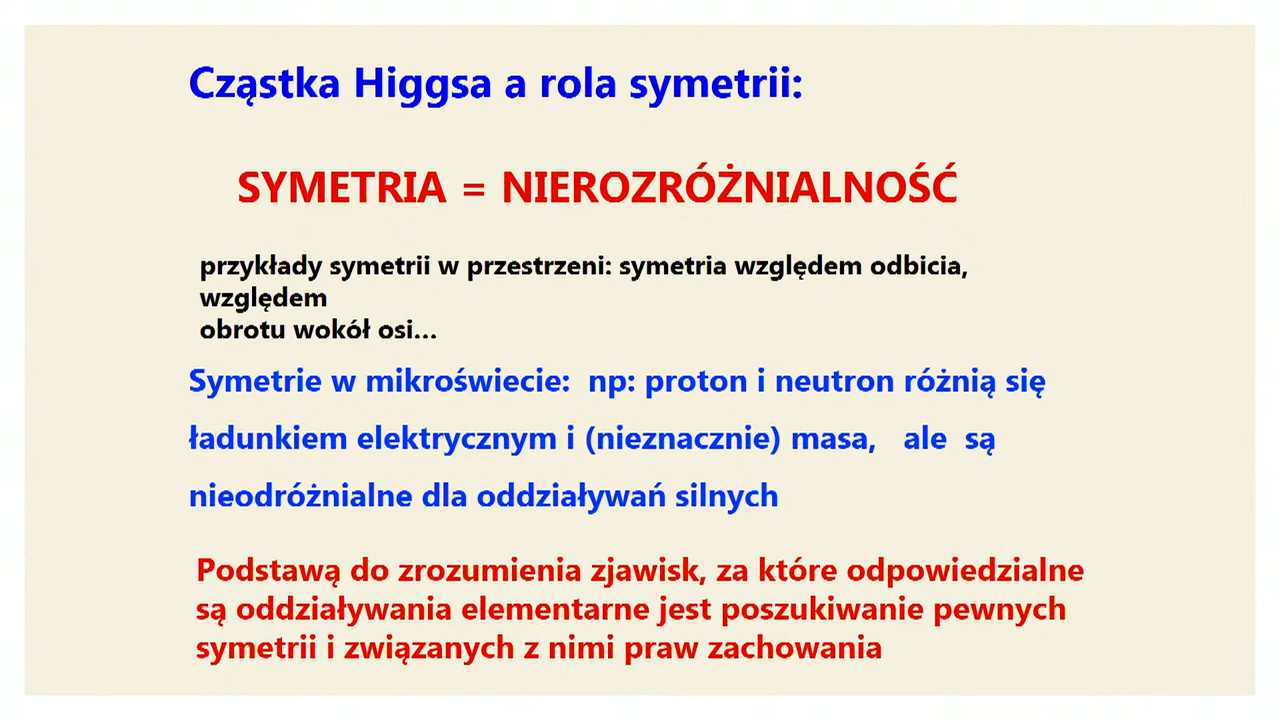 Cząstka Higgsa a rola symetrii:
SYMETRIA = NIEROZRÓŻNIALNOŚĆ
przykłady symetrii w przestrzeni: symetria względem odbicia,
względem
obrotu wokół osi...
Symetrie w mikroświecie: np: proton i neutron różnią się
ładunkiem elektrycznym i (nieznacznie) masa, ale są
nieodróżnialne dla oddziaływań silnych
Podstawą do zrozumienia zjawisk, za które odpowiedzialne
są oddziaływania elementarne jest poszukiwanie pewnych
symetrii i związanych z nimi praw zachowania